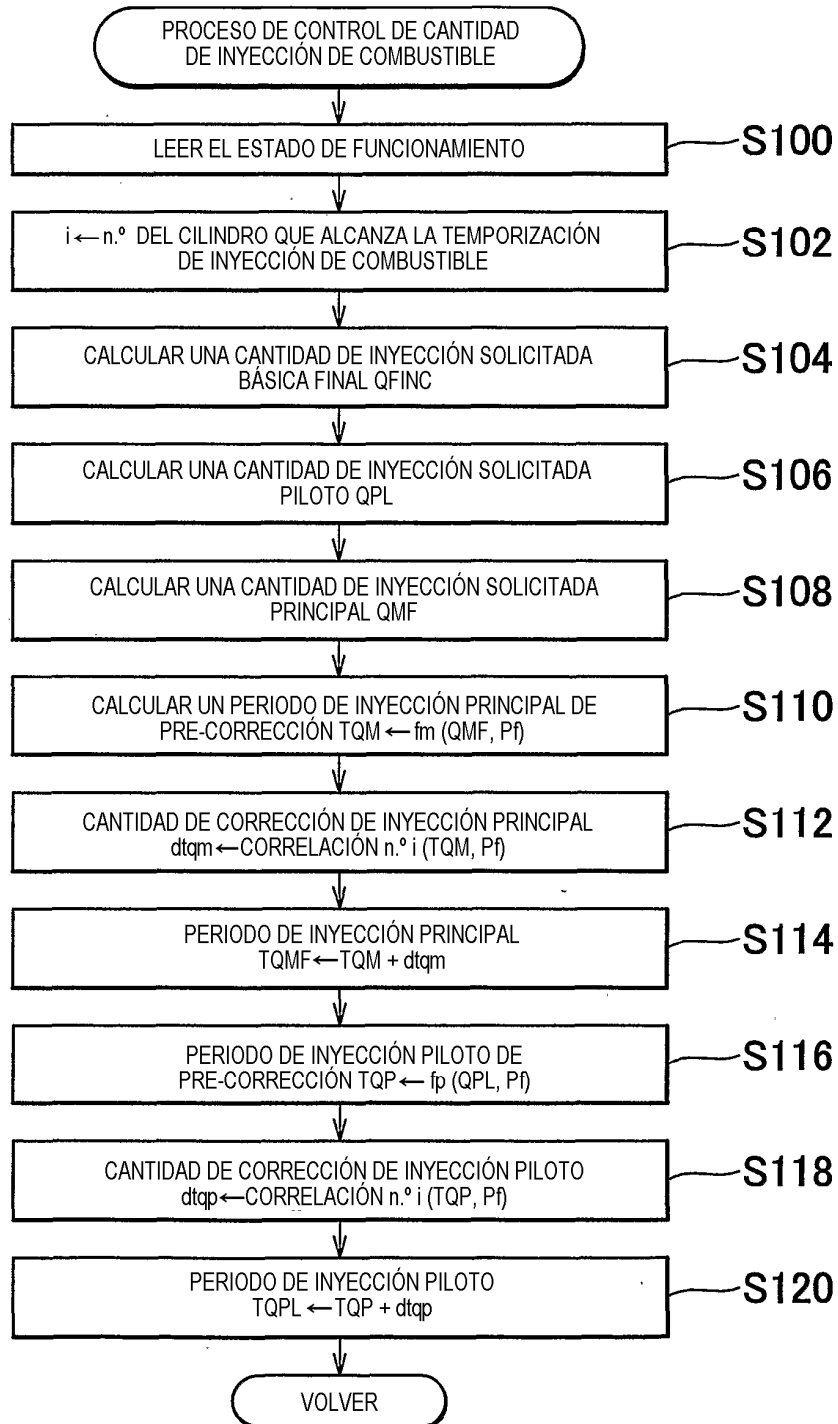 PROCESO DE CONTROL DE CANTIDAD
DE INYECCIÓN DE COMBUSTIBLE
LEER EL ESTADO DE FUNCIONAMIENTO
S100
i ← n.º DEL CILINDRO QUE ALCANZA LA TEMPORIZACIÓN
DE INYECCIÓN DE COMBUSTIBLE
S102
CALCULAR UNA CANTIDAD DE INYECCIÓN SOLICITADA
BÁSICA FINAL QFINC
S104
CALCULAR UNA CANTIDAD DE INYECCIÓN SOLICITADA
PILOTO QPL
S106
CALCULAR UNA CANTIDAD DE INYECCIÓN SOLICITADA
PRINCIPAL QMF
S108
CALCULAR UN PERIODO DE INYECCIÓN PRINCIPAL DE
PRE-CORRECCIÓN TQM ← fm (QMF, Pf)
S110
CANTIDAD DE CORRECCIÓN DE INYECCIÓN PRINCIPAL
dtqm ← CORRELACIÓN n.º i (TQM, Pf)
S112
PERIODO DE INYECCIÓN PRINCIPAL
TQMF ← TQM + dtqm
S114
PERIODO DE INYECCIÓN PILOTO DE
PRE-CORRECCIÓN TQP ← fp (QPL, Pf)
S116
CANTIDAD DE CORRECCIÓN DE INYECCIÓN PILOTO
dtqp ← CORRELACIÓN n.º i (TQP, Pf)
S118
PERIODO DE INYECCIÓN PILOTO
TQPL ← TQP + dtqp
S120
VOLVER